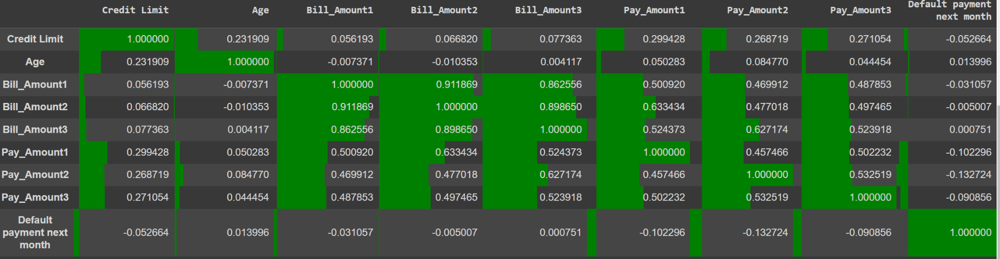 Credit Limit Age Bill_Amount1 Bill_Amount2 Bill_Amount3 Pay_Amount1 Pay_Amount2 Pay_Amount3 Default payment
next month
Credit Limit 1.000000 0.231909 0.056193 0.066820 0.077363 0.299428 0.268719 0.271054 -0.052664
Age 0.231909 1.000000 -0.007371 -0.010353 0.004117 0.050283 0.084770 0.044454 0.013996
Bill_Amount1 0.056193 -0.007371 1.000000 0.911869 0.862556 0.500920 0.469912 0.487853 -0.031057
Bill_Amount2 0.066820 -0.010353 0.911869 1.000000 0.898650 0.633434 0.477018 0.497465 -0.005007
Bill_Amount3 0.077363 0.004117 0.862556 0.898650 1.000000 0.524373 0.627174 0.523918 0.000751
Pay_Amount1 0.299428 0.050283 0.500920 0.633434 0.524373 1.000000 0.457466 0.502232 -0.102296
Pay_Amount2 0.268719 0.084770 0.469912 0.477018 0.627174 0.457466 1.000000 0.532519 -0.132724
Pay_Amount3 0.271054 0.044454 0.487853 0.497465 0.523918 0.502232 0.532519 1.000000 -0.090856
Default
payment next -0.052664 0.013996 -0.031057 -0.005007 0.000751 -0.102296 -0.132724 -0.090856 1.000000
month